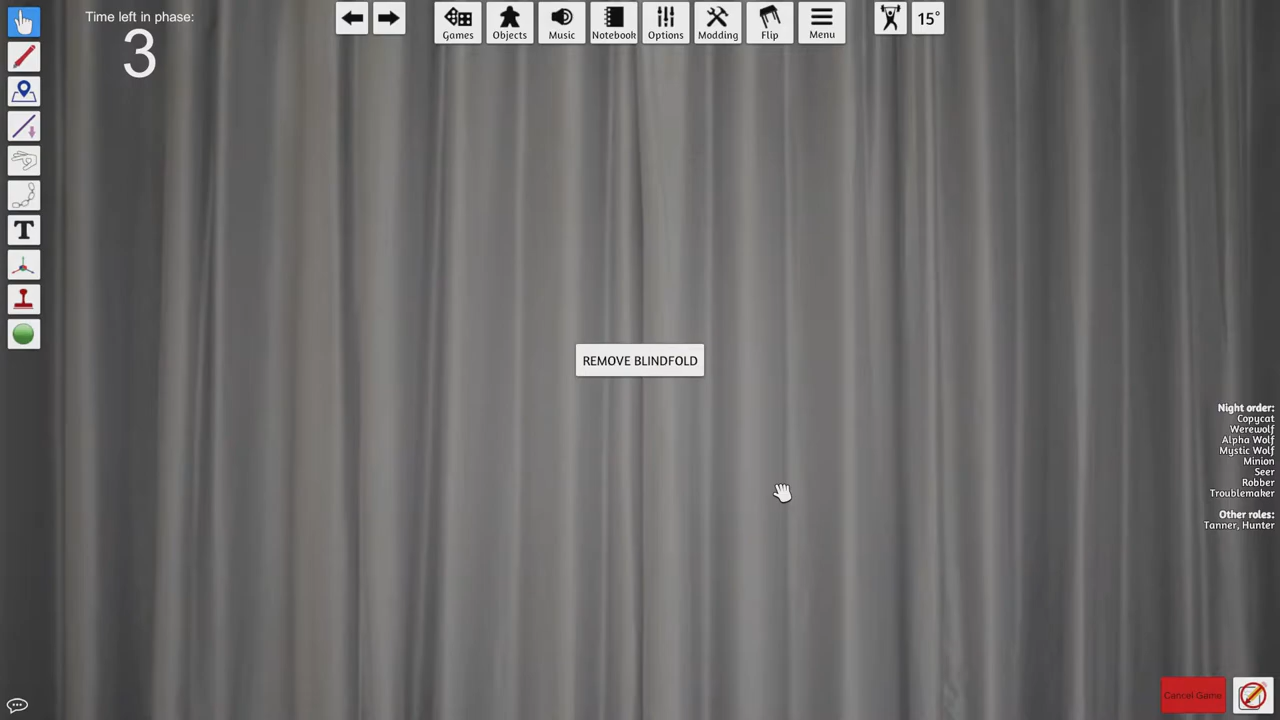 Time left in phase:
3
Games
Objects
Music
Notebook
Options
Modding
Flip
Menu
15°
T
REMOVE BLINDFOLD
Night order:
Copycat
Werewolf
Alpha Wolf
Mystic Wolf
Minion
Seer
Robber
Troublemaker
Other roles:
Tanner, Hunter
Cancel Game